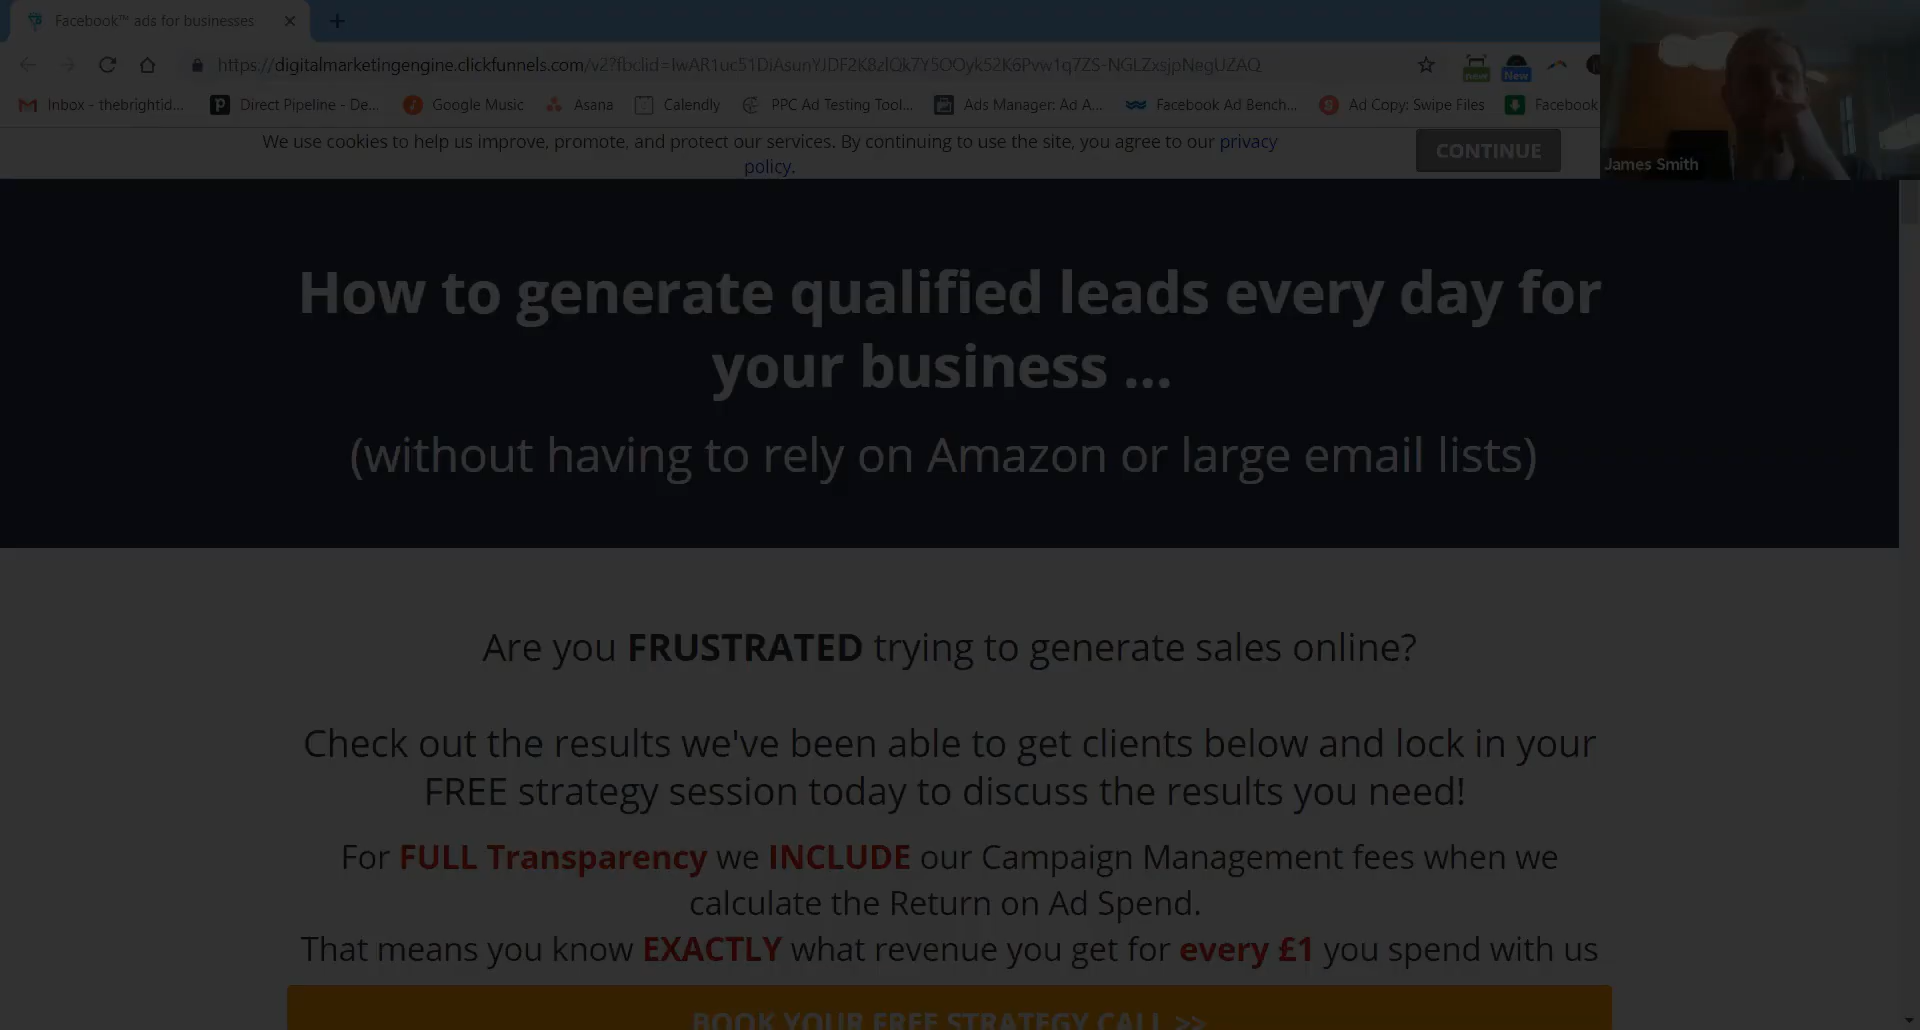 Facebook™ ads for businesses
https://digitalmarketingengine.clickfunnels.com/v2?fbclid=
new
New
Inbox - thebrightid...
Direct Pipeline - De...
Google Music
Asana
Calendly
PPC Ad Testing Tool...
Ads Manager: Ad A...
Facebook Ad Bench...
Ad Copy: Swipe Files
Facebook
We use cookies to help us improve, promote, and protect our services. By continuing to use the site, you agree to our privacy
policy.
CONTINUE
James Smith
How to generate qualified leads every day for
your business ...
(without having to rely on Amazon or large email lists)
Are you FRUSTRATED trying to generate sales online?
Check out the results we've been able to get clients below and lock in your
FREE strategy session today to discuss the results you need!
For FULL Transparency we INCLUDE our Campaign Management fees when we
calculate the Return on Ad Spend.
That means you know EXACTLY what revenue you get for every £1 you spend with us
BOOK YOUR FREE STRATEGY CALL >>